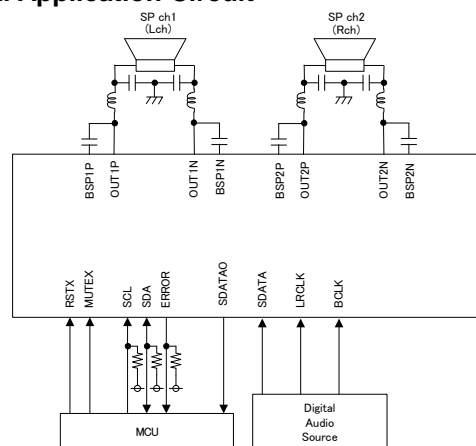 Application Circuit
SP ch1
(Lch)
SP ch2
(Rch)
BSP1P
OUT1P
OUT1N
BSP1N
BSP2P
OUT2P
OUT2N
BSP2N
RSTX
MUTEX
SCL
SDA
ERROR
SDATAO
SDATA
LRCLK
BCLK
MCU
Digital
Audio
Source